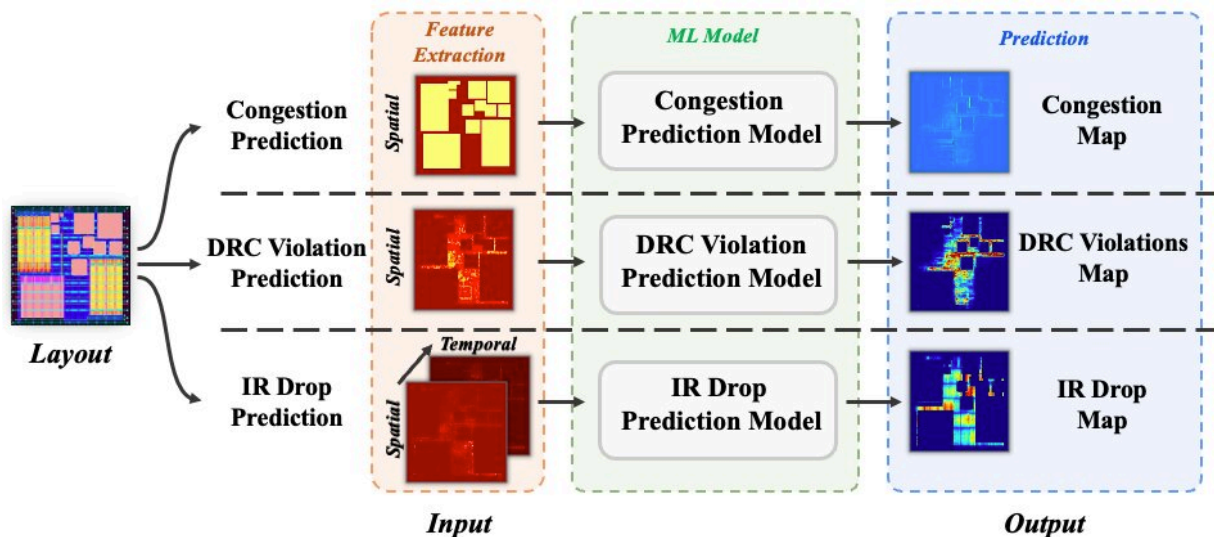 Feature
Extraction
ML Model
Prediction
Congestion
Prediction
Spatial
Congestion
Prediction Model
Congestion
Map
DRC Violation
Prediction
Spatial
DRC Violation
Prediction Model
DRC Violations
Map
Layout
IR Drop
Prediction
Temporal
Spatial
IR Drop
Prediction Model
IR Drop
Map
Input
Output